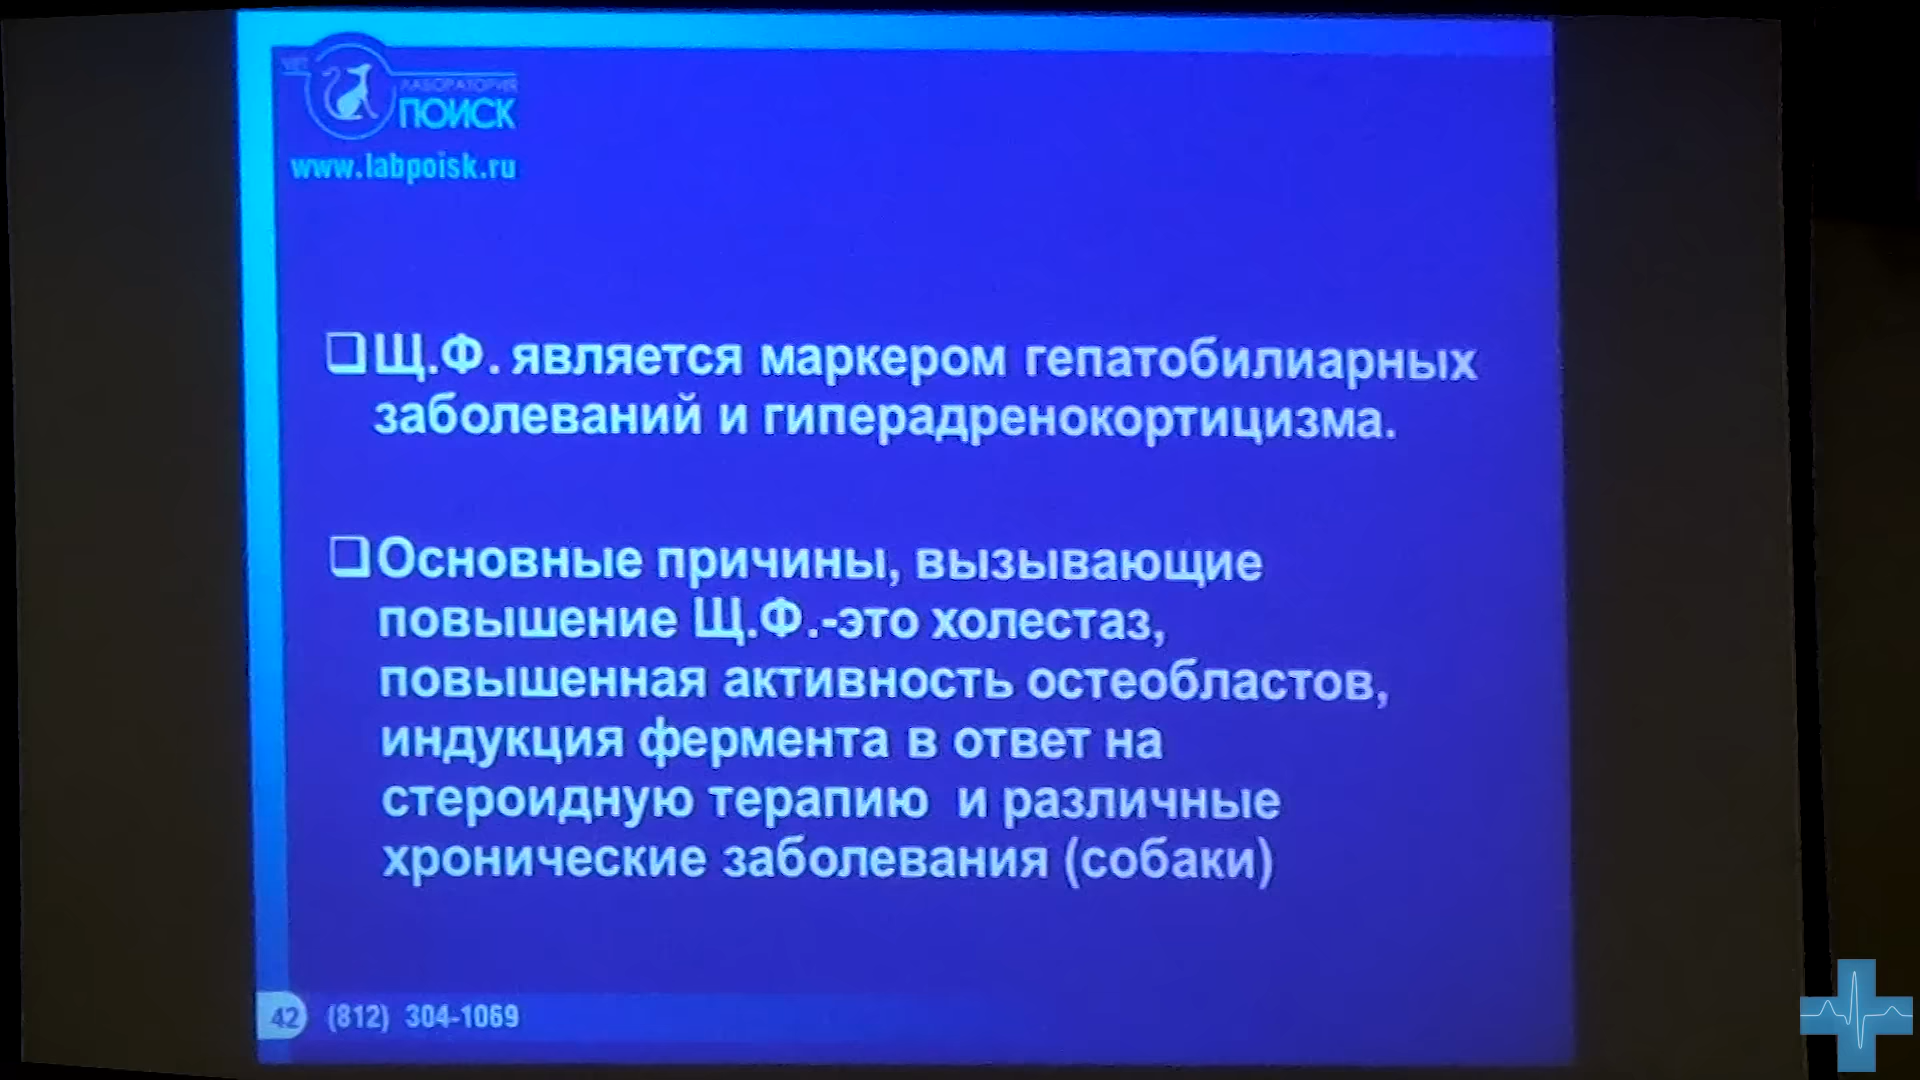 ВЕТ
ЛАБОРАТОРИЯ
ПОИСК
www.labpoisk.ru
Щ.Ф. является маркером гепатобилиарных
заболеваний и гиперадренокортицизма.
Основные причины, вызывающие
повышение Щ.Ф.-это холестаз,
повышенная активность остеобластов,
индукция фермента в ответ на
стероидную терапию и различные
хронические заболевания (собаки)
42 (812) 304-1069